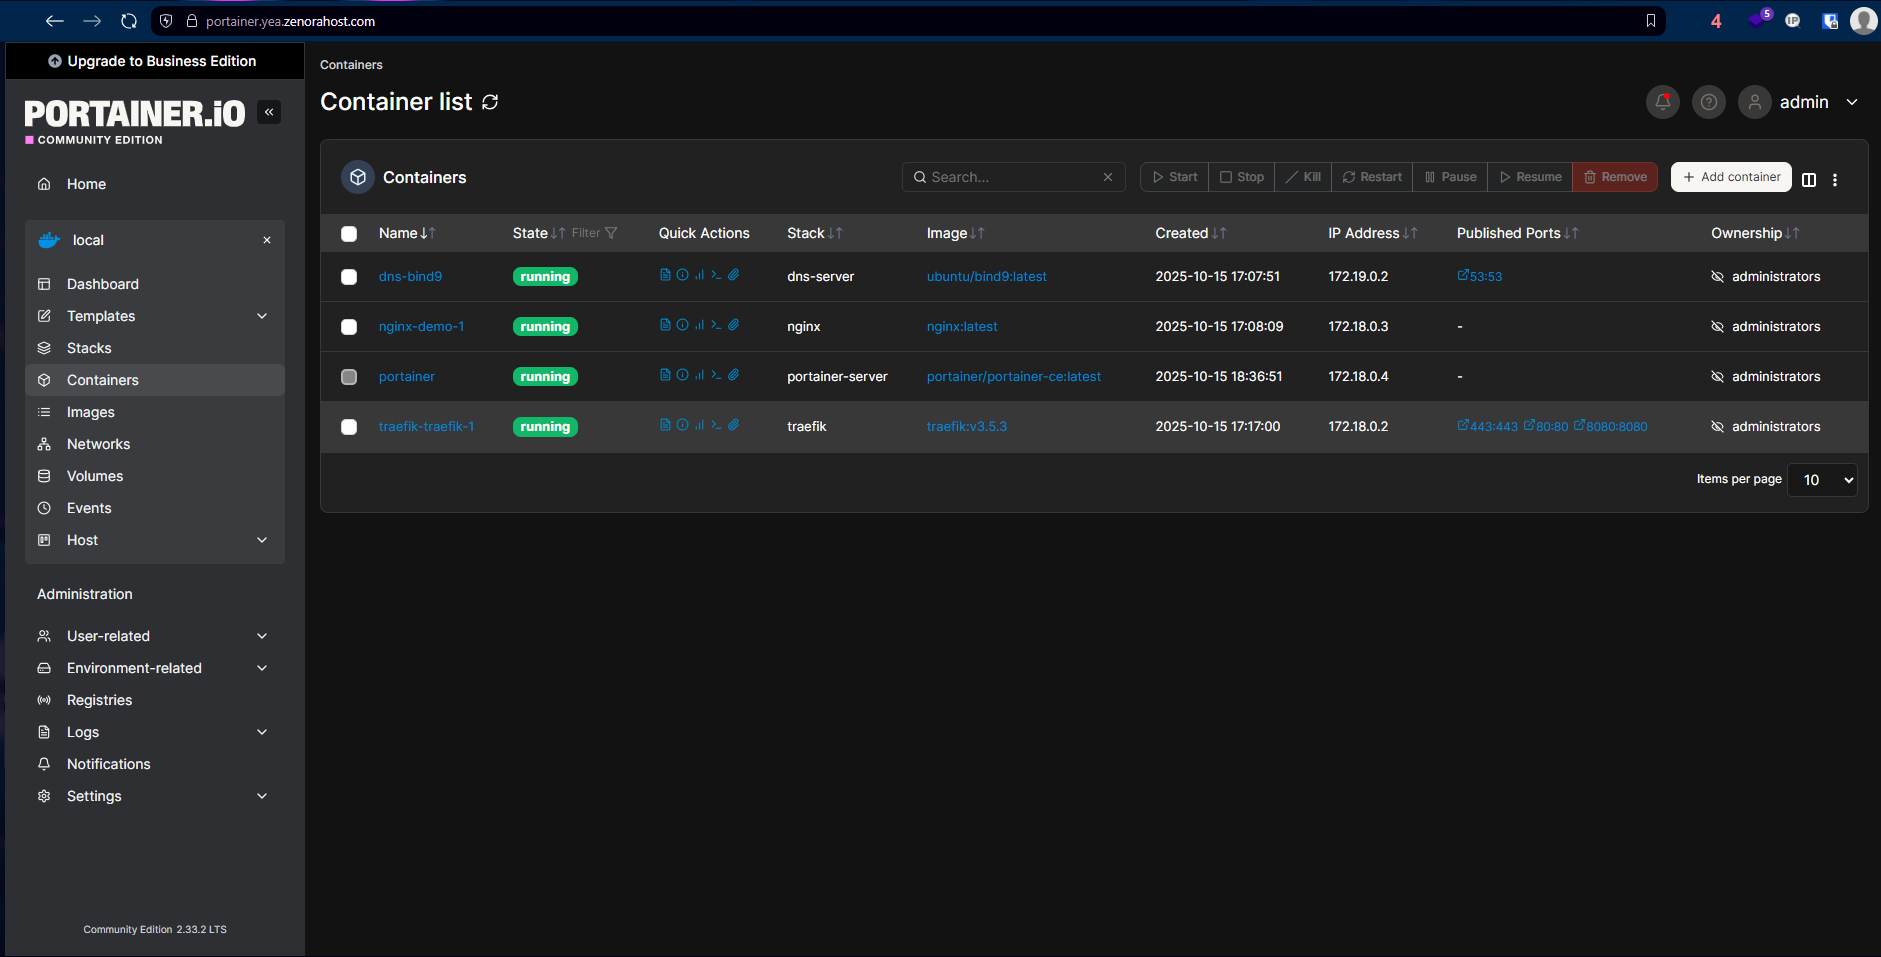 portainer.yea.zenorahost.com
4
5
IP
Upgrade to Business Edition
PORTAINER.iO
COMMUNITY EDITION
Home
local
Dashboard
Templates
Stacks
Containers
Images
Networks
Volumes
Events
Host
Administration
User-related
Environment-related
Registries
Logs
Notifications
Settings
Community Edition 2.33.2 LTS
Containers
Container list
admin
Containers
Search...
Start Stop Kill Restart Pause Resume Remove
Add container
Name State Filter Quick Actions Stack Image Created IP Address Published Ports Ownership
dns-bind9 running dns-server ubuntu/bind9:latest 2025-10-15 17:07:51 172.19.0.2 53:53 administrators
nginx-demo-1 running nginx nginx:latest 2025-10-15 17:08:09 172.18.0.3 - administrators
portainer running portainer-server portainer/portainer-ce:latest 2025-10-15 18:36:51 172.18.0.4 - administrators
traefik-traefik-1 running traefik traefik:v3.5.3 2025-10-15 17:17:00 172.18.0.2 443:443 80:80 8080:8080 administrators
Items per page 10